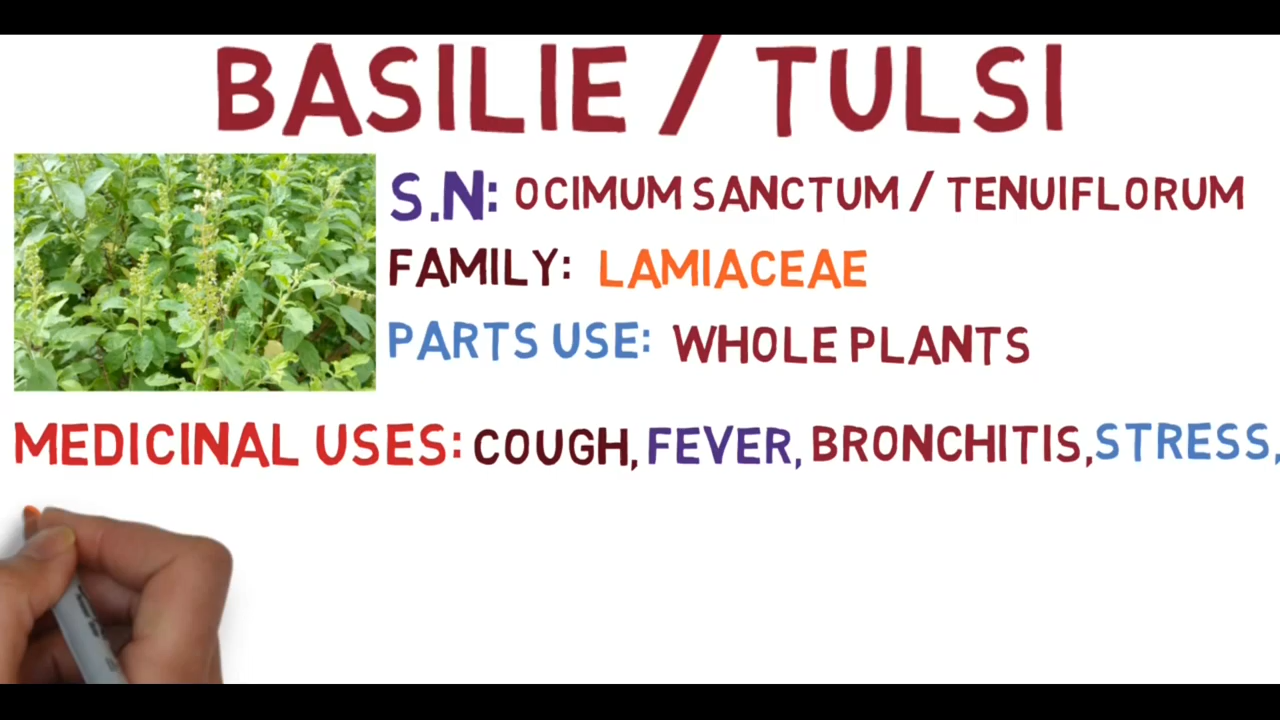 BASILIE / TULSI
S.N: OCIMUM SANCTUM / TENUIFLORUM
FAMILY: LAMIACEAE
PARTS USE: WHOLE PLANTS
MEDICINAL USES: COUGH, FEVER, BRONCHITIS, STRESS,